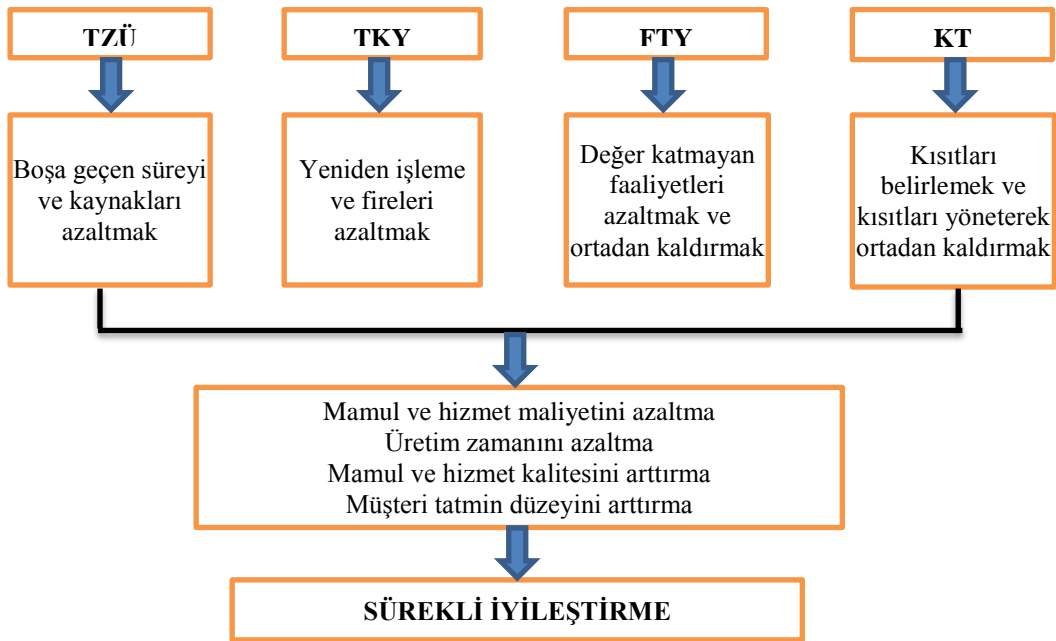 TZÜ
TKY
FTY
KT
Boşa geçen süreyi
ve kaynakları
azaltmak
Yeniden işleme
ve fireleri
azaltmak
Değer katmayan
faaliyetleri
azaltmak ve
ortadan kaldırmak
Kısıtları
belirlemek ve
kısıtları yöneterek
ortadan kaldırmak
Mamul ve hizmet maliyetini azaltma
Üretim zamanını azaltma
Mamul ve hizmet kalitesini arttırma
Müşteri tatmin düzeyini arttırma
SÜREKLİ İYİLEŞTİRME